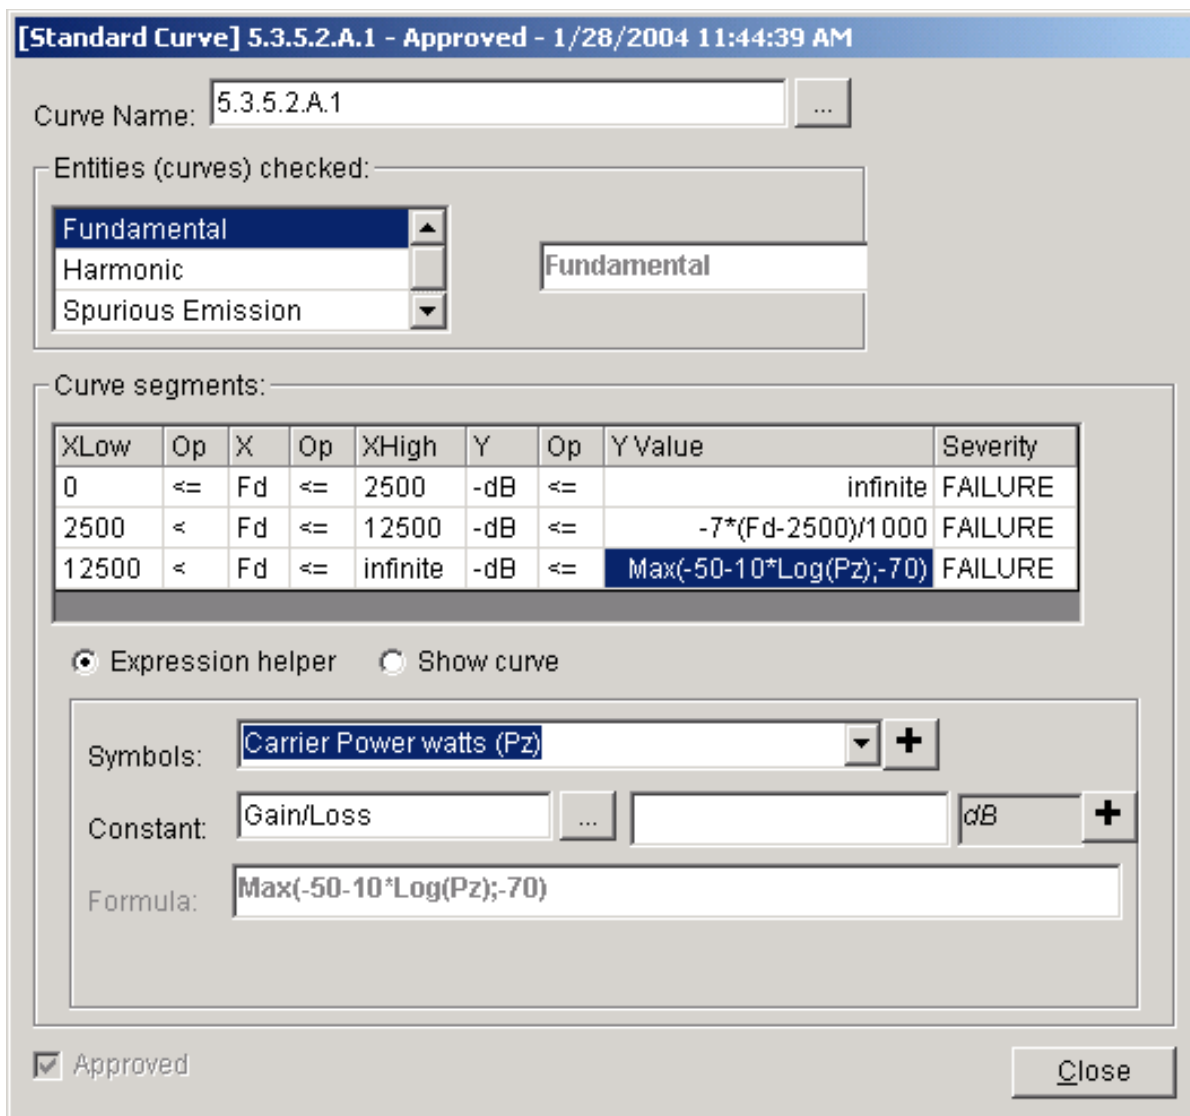 [Standard Curve] 5.3.5.2.A.1 - Approved - 1/28/2004 11:44:39 AM
Curve Name: 5.3.5.2.A.1 ...
Entities (curves) checked:
Fundamental
Harmonic
Spurious Emission
Fundamental
Curve segments:
XLow Op X Op XHigh Y Op Y Value Severity
0 <= Fd <= 2500 -dB <= infinite FAILURE
2500 < Fd <= 12500 -dB <= -7*(Fd-2500)/1000 FAILURE
12500 < Fd <= infinite -dB <= Max(-50-10*Log(Pz);-70) FAILURE
Expression helper Show curve
Symbols: Carrier Power watts (Pz) +
Constant: Gain/Loss ... dB +
Formula: Max(-50-10*Log(Pz);-70)
Approved Close